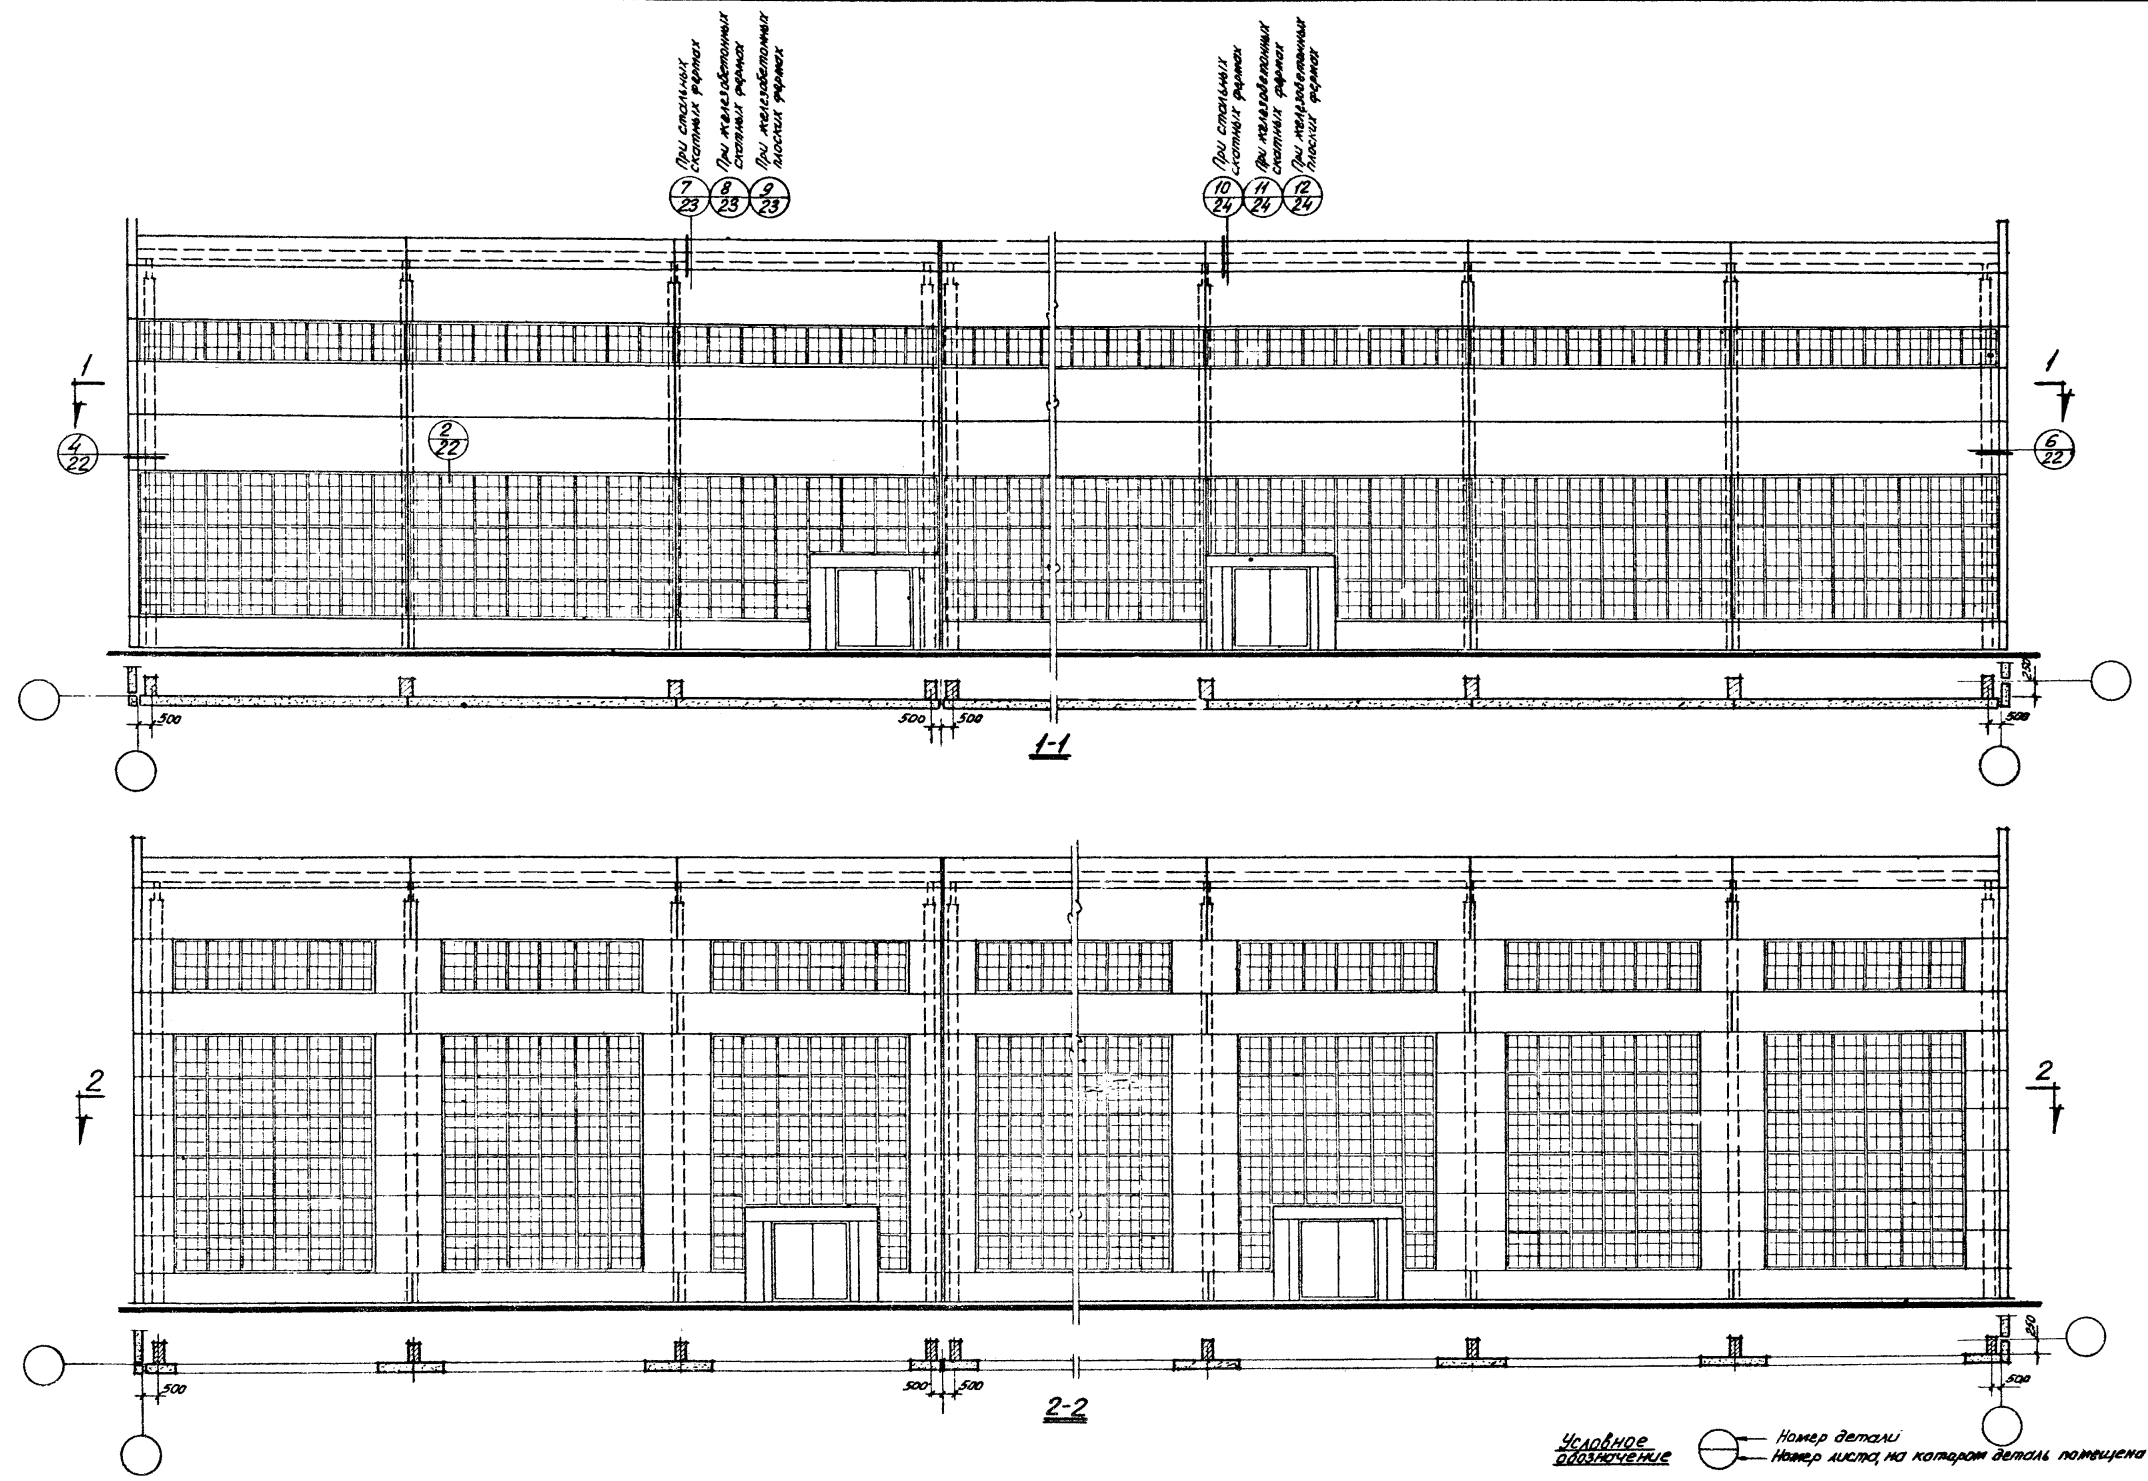 При стальных
скатных фермах
При железобетонных
скатных фермах
При железобетонных
плоских фермах
При стальных
скатных фермах
При железобетонных
скатных фермах
При железобетонных
плоских фермах
7
23
8
23
9
23
10
24
11
24
12
24
1
1
4
22
2
22
6
22
250
500
500
500
500
1-1
2
2
250
500
500
500
500
2-2
Условное
обозначение
Номер детали
Номер листа, на котором деталь помещена